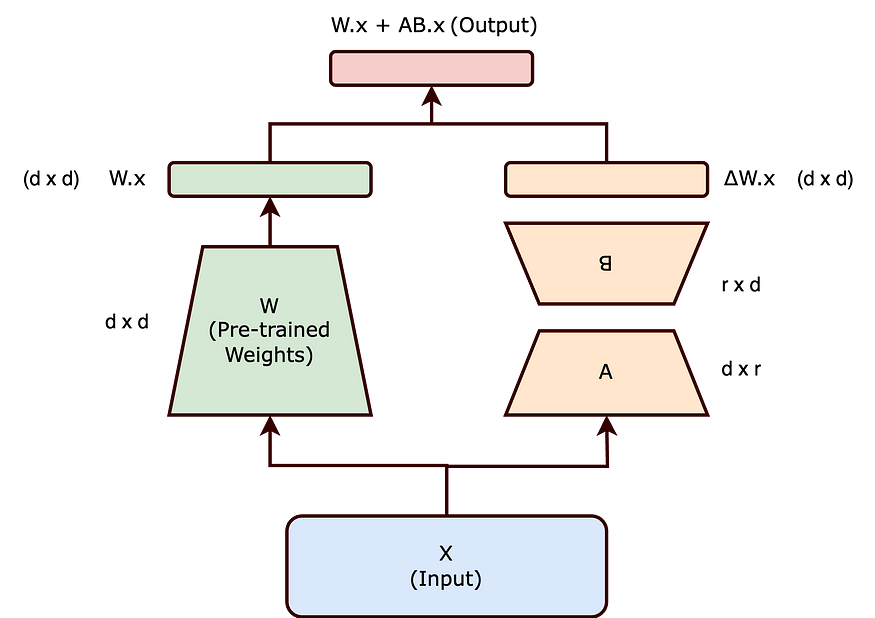 W.x + AB.x (Output)
(d x d) W.x
ΔW.x (d x d)
B
r x d
W
(Pre-trained
Weights)
d x d
A
d x r
X
(Input)